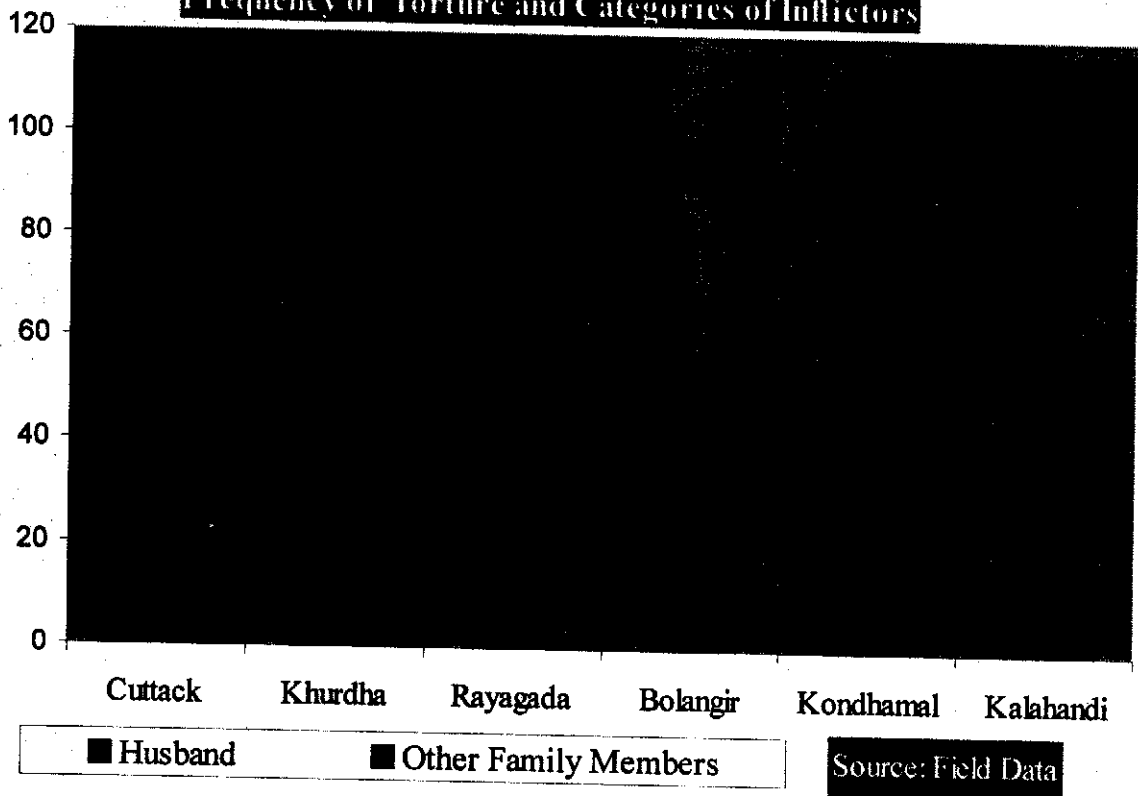 Frequency of Torture and Categories of Inflictors
120
100
80
60
40
20
0
Cuttack Khurdha Rayagada Bolangir Kondhamal Kalahandi
Husband Other Family Members
Source: Field Data